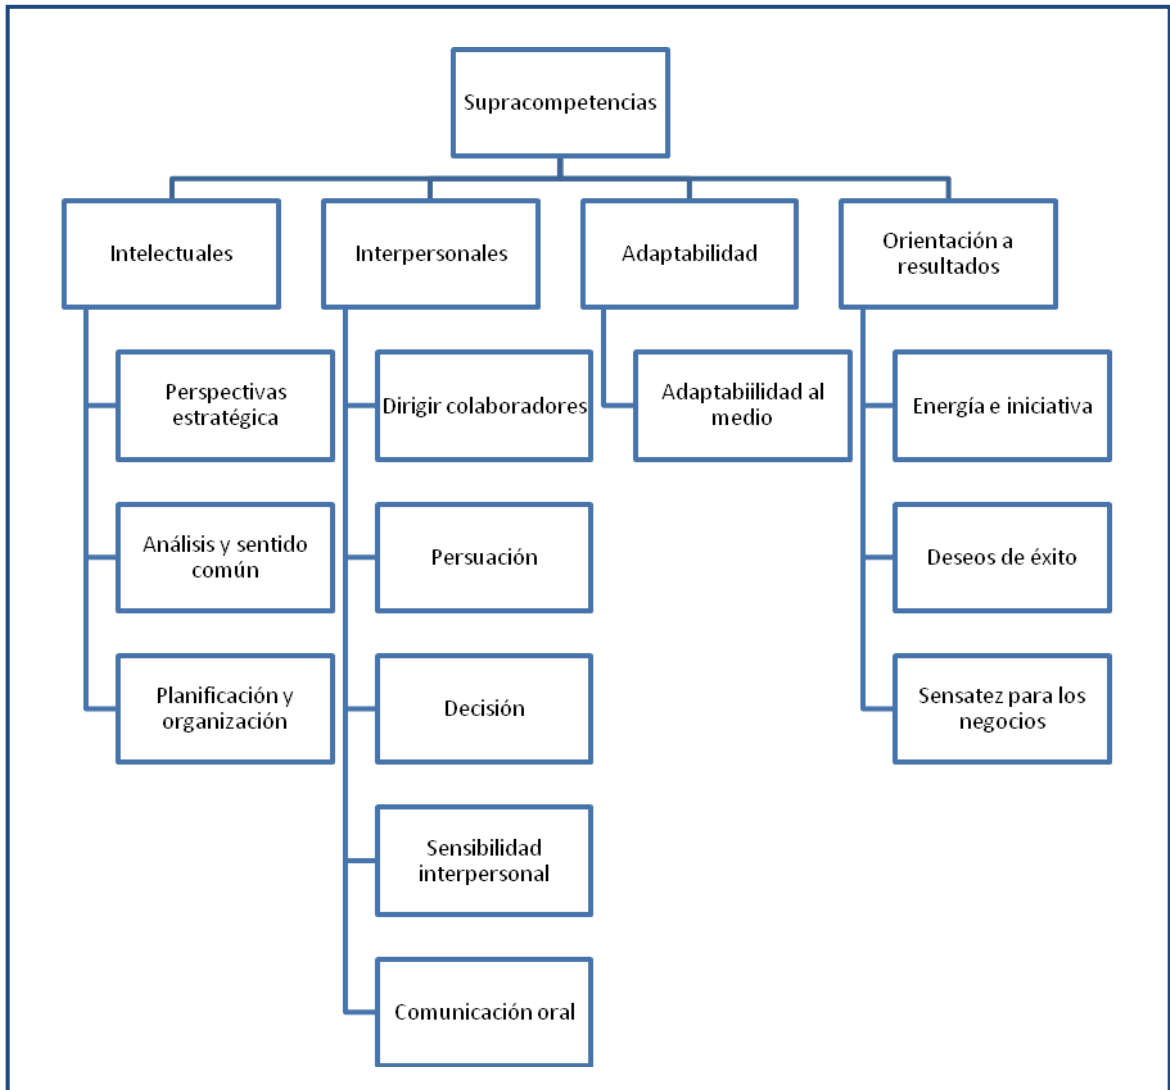 Supracompetencias
Intelectuales
Interpersonales
Adaptabilidad
Orientación a
resultados
Perspectivas
estratégica
Análisis y sentido
común
Planificación y
organización
Dirigir colaboradores
Persuación
Decisión
Sensibilidad
interpersonal
Comunicación oral
Adaptabiilidad al
medio
Energía e iniciativa
Deseos de éxito
Sensatez para los
negocios